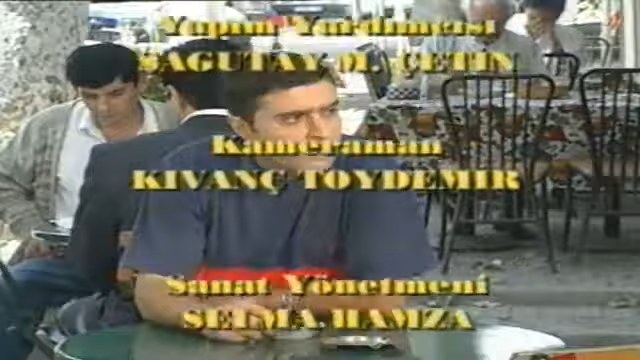 Yapım Yardımcısı
SAGUTAY M. ÇETİN
Kameraman
KIVANÇ TOYDEMİR
Sanat Yönetmeni
SELMA HAMZA